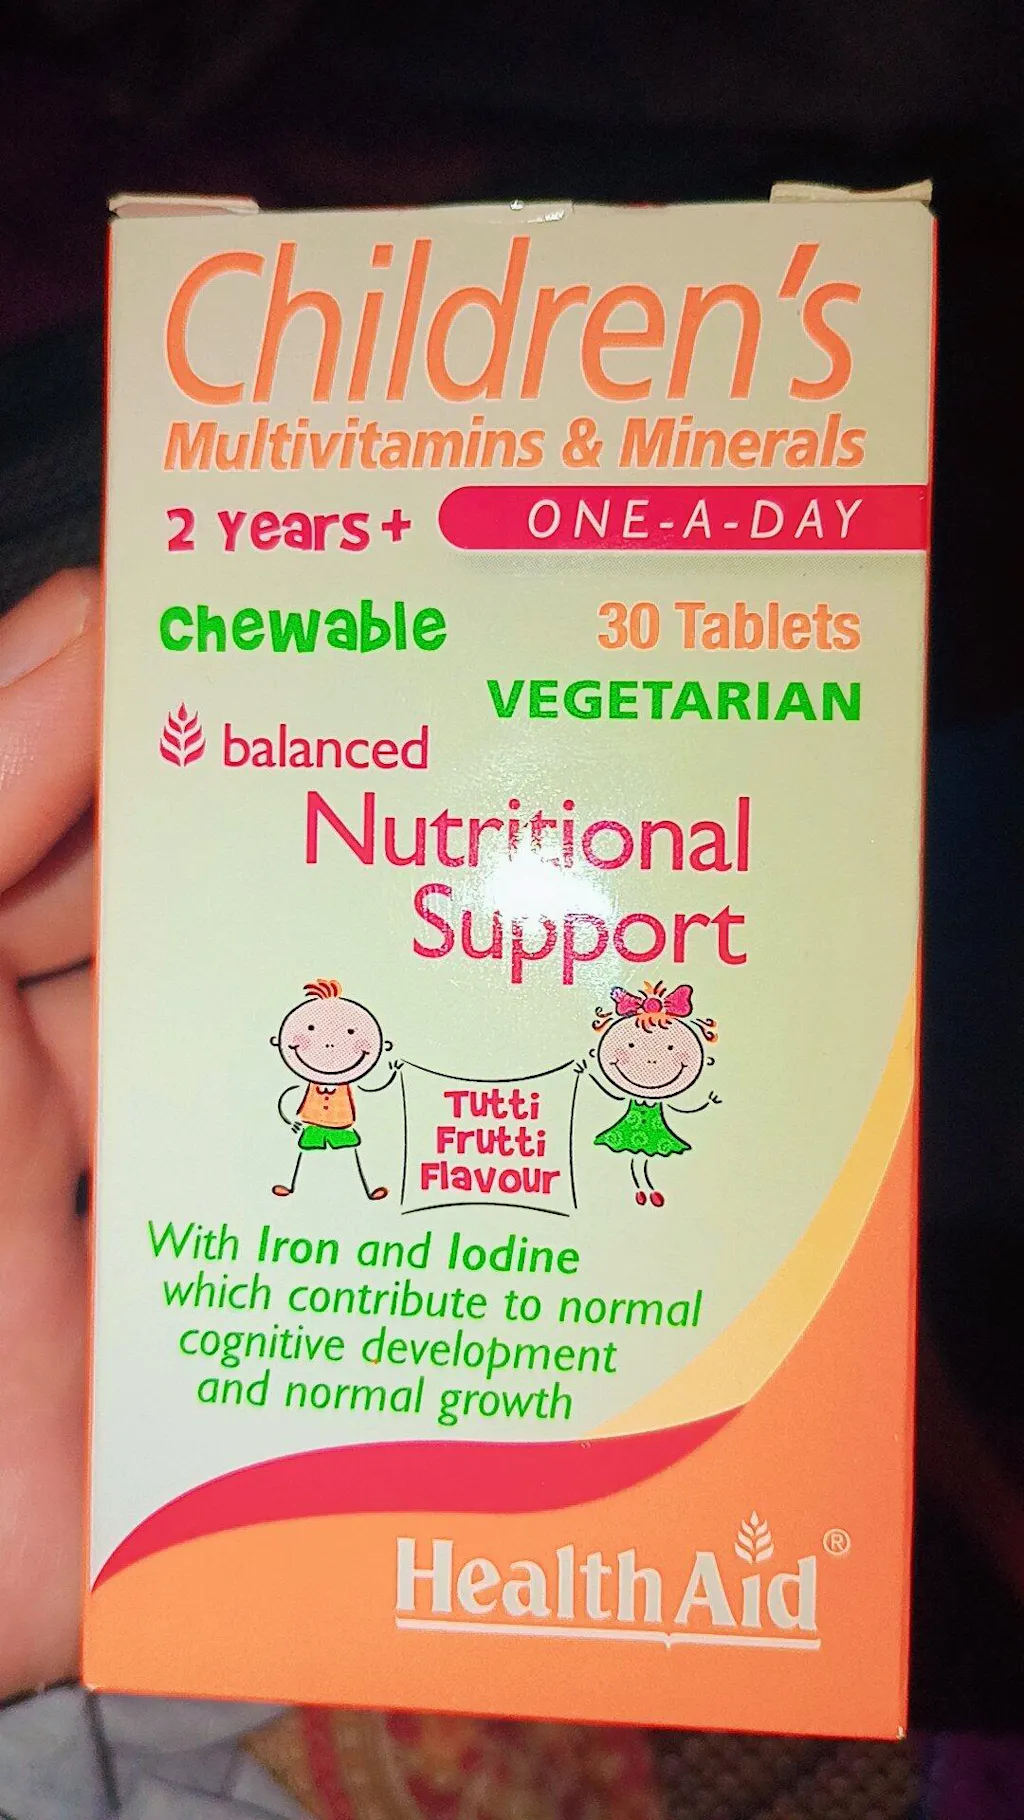 Children's
Multivitamins & Minerals
2 Years+ ONE-A-DAY
Chewable 30 Tablets
VEGETARIAN
balanced
Nutritional
Support
Tutti
Frutti
Flavour
With Iron and Iodine
which contribute to normal
cognitive development
and normal growth
HealthAid®